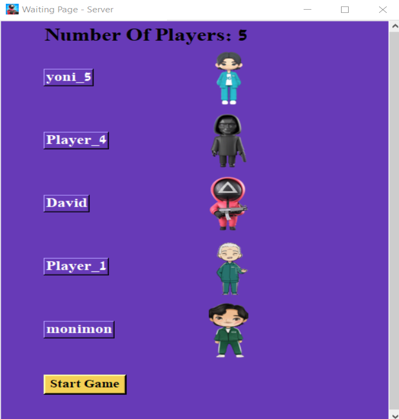 Waiting Page - Server
Number Of Players: 5
yoni_5
Player_4
David
Player_1
monimon
Start Game